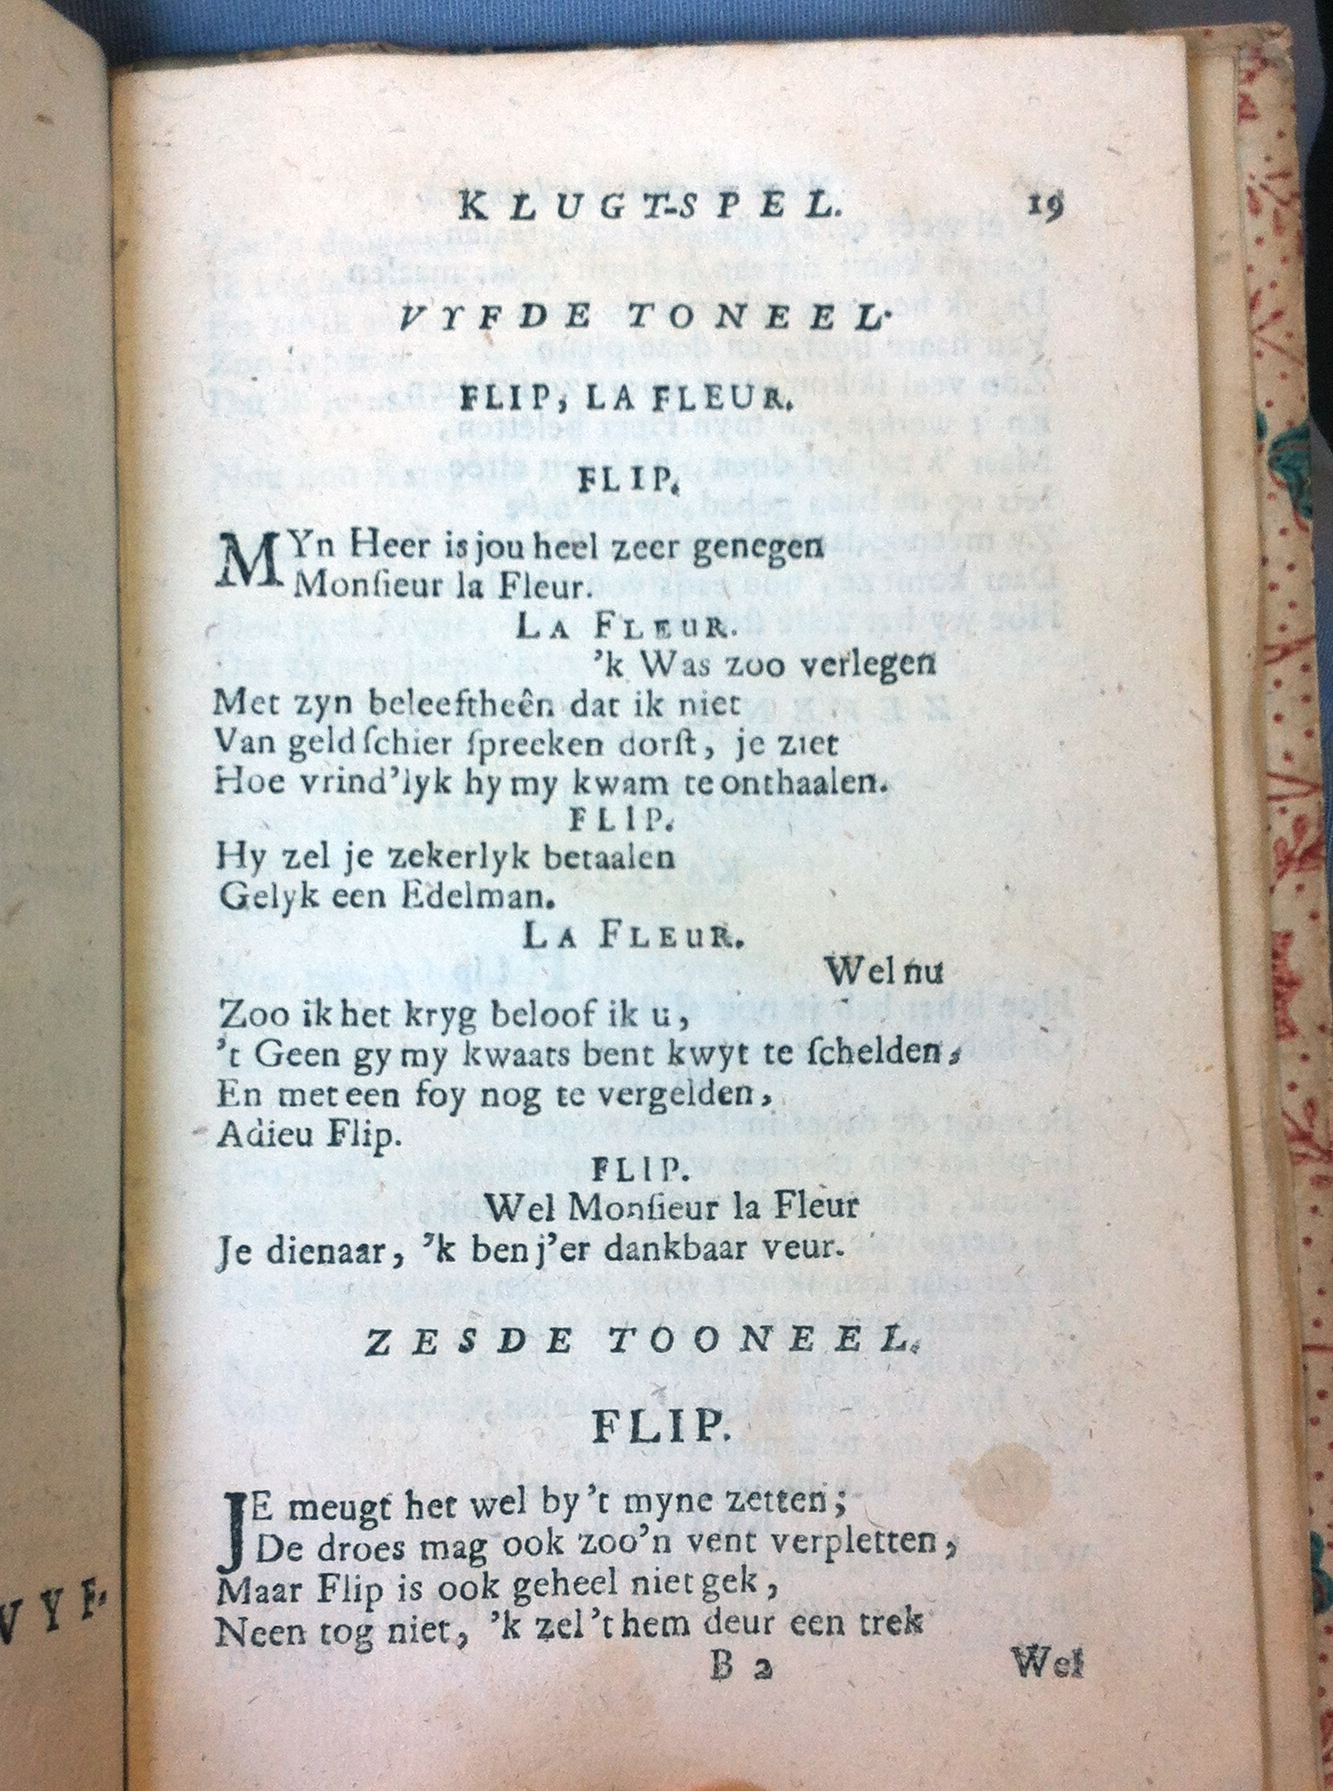 KLUGT-SPEL. 19
VYFDE TONEEL.
FLIP, LA FLEUR.
FLIP.
MYn Heer is jou heel zeer genegen
Monſieur la Fleur.
LA FLEUR.
'k Was zoo verlegen
Met zyn beleeftheên dat ik niet
Van geld ſchier ſpreeken dorſt, je ziet
Hoe vrind'lyk hy my kwam te onthaalen.
FLIP.
Hy zel je zekerlyk betaalen
Gelyk een Edelman.
LA FLEUR.
Wel nu
Zoo ik het kryg beloof ik u,
't Geen gy my kwaats bent kwyt te ſchelden,
En met een foy nog te vergelden,
Adieu Flip.
FLIP.
Wel Monſieur la Fleur
Je dienaar, 'k ben j'er dankbaar veur.
ZESDE TOONEEL.
FLIP.
JE meugt het wel by 't myne zetten;
De droes mag ook zoo'n vent verpletten,
Maar Flip is ook geheel niet gek,
Neen tog niet, 'k zel 't hem deur een trek
B 2 Wel
VYF-